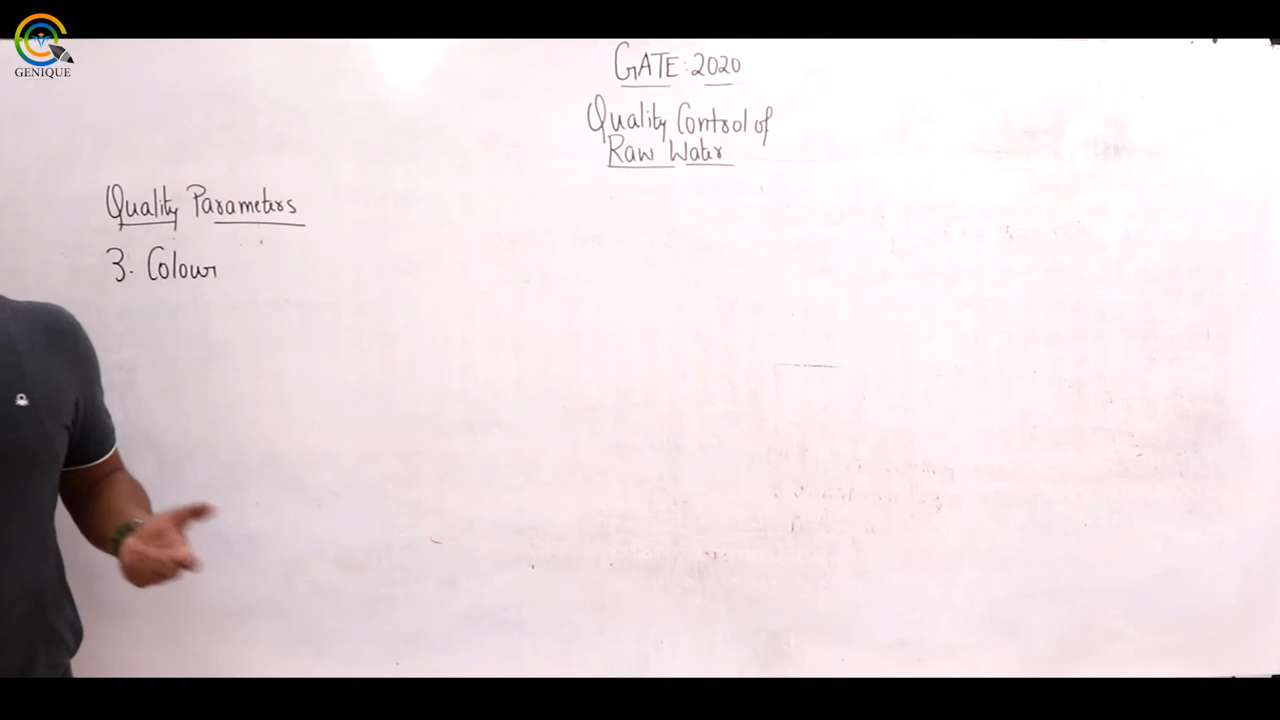 GENIQUE
GATE: 2020
Quality Control of
Raw Water
Quality Parameters
3. Colour